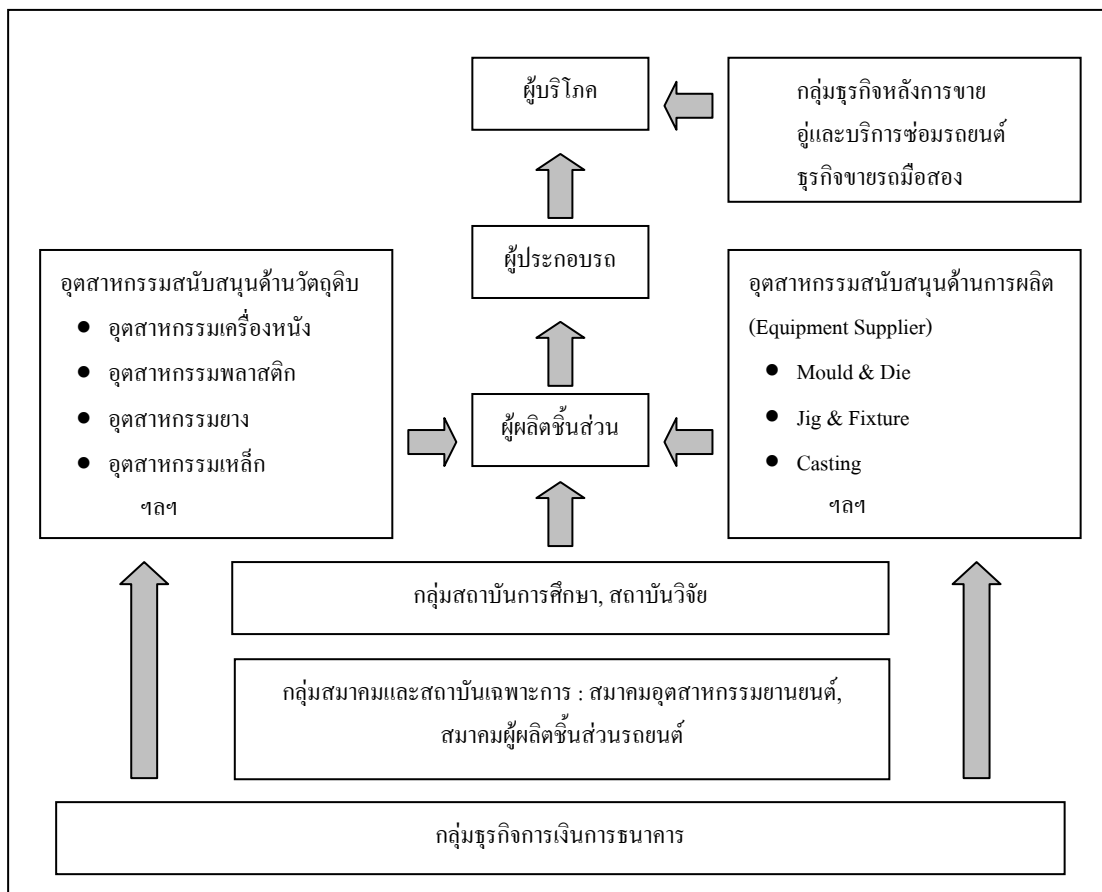 ผู้บริโภค
กลุ่มธุรกิจหลังการขาย
อู่และบริการซ่อมรถยนต์
ธุรกิจขายรถมือสอง
ผู้ประกอบรถ
อุตสาหกรรมสนับสนุนด้านวัตถุดิบ
● อุตสาหกรรมเครื่องหนัง
● อุตสาหกรรมพลาสติก
● อุตสาหกรรมยาง
● อุตสาหกรรมเหล็ก
ฯลฯ
ผู้ผลิตชิ้นส่วน
อุตสาหกรรมสนับสนุนด้านการผลิต
(Equipment Supplier)
● Mould & Die
● Jig & Fixture
● Casting
ฯลฯ
กลุ่มสถาบันการศึกษา, สถาบันวิจัย
กลุ่มสมาคมและสถาบันเฉพาะการ : สมาคมอุตสาหกรรมยานยนต์,
สมาคมผู้ผลิตชิ้นส่วนรถยนต์
กลุ่มธุรกิจการเงินการธนาคาร